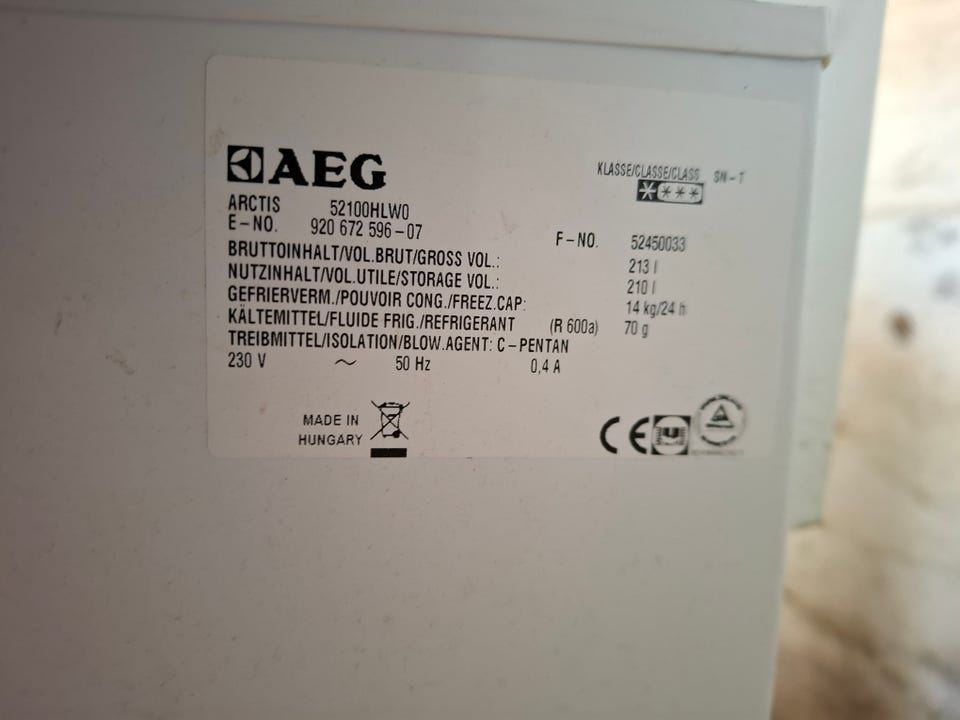 AEG
KLASSE/CLASSE/CLASS SN-T
ARCTIS 52100HLW0
E-NO. 920 672 596-07
F-NO. 52450033
BRUTTOINHALT/VOL.BRUT/GROSS VOL.: 213 l
NUTZINHALT/VOL.UTILE/STORAGE VOL.: 210 l
GEFRIERVERM./POUVOIR CONG./FREEZ.CAP: 14 kg/24 h
KÄLTEMITTEL/FLUIDE FRIG./REFRIGERANT (R 600a) 70 g
TREIBMITTEL/ISOLATION/BLOW.AGENT: C-PENTAN
230 V ~ 50 Hz 0,4 A
MADE IN
HUNGARY
CE